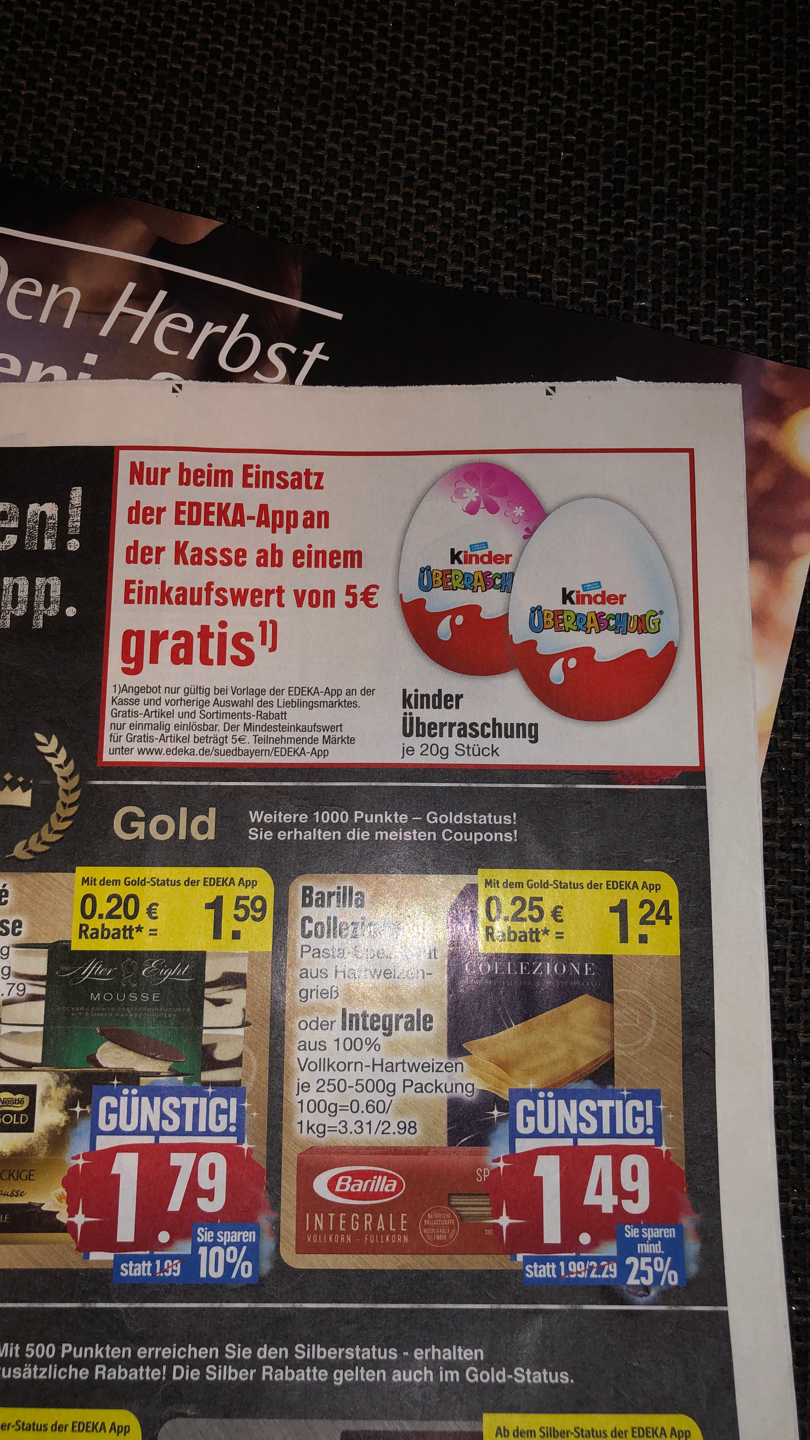 Den Herbst
en!
pp.
Nur beim Einsatz
der EDEKA-App an
der Kasse ab einem
Einkaufswert von 5€
gratis¹⁾
1)Angebot nur gültig bei Vorlage der EDEKA-App an der
Kasse und vorherige Auswahl des Lieblingsmarktes.
Gratis-Artikel und Sortiments-Rabatt
nur einmalig einlösbar. Der Mindesteinkaufswert
für Gratis-Artikel beträgt 5€. Teilnehmende Märkte
unter www.edeka.de/suedbayern/EDEKA-App
Kinder
ÜBERRASCH
Kinder
ÜBERRASCHUNG
kinder
Überraschung
je 20g Stück
Gold
Weitere 1000 Punkte – Goldstatus!
Sie erhalten die meisten Coupons!
é
se
g
g
.79
Mit dem Gold-Status der EDEKA App
0.20 €
Rabatt* =
1.59
After Eight
MOUSSE
Nestlé
GOLD
GÜNSTIG!
1.79
statt 1.99
Sie sparen
10%
Barilla
Pasta-
aus Hartweizen-
grieß
oder Integrale
aus 100%
Vollkorn-Hartweizen
je 250-500g Packung
100g=0.60/
1kg=3.31/2.98
Mit dem Gold-Status der EDEKA App
0.25 €
Rabatt* =
1.24
COLLEZIONE
Barilla
SP
INTEGRALE
VOLLKORN - FULLKORN
GÜNSTIG!
1.49
statt 1.99/2.29
Sie sparen
mind.
25%
Mit 500 Punkten erreichen Sie den Silberstatus - erhalten
zusätzliche Rabatte! Die Silber Rabatte gelten auch im Gold-Status.
er-Status der EDEKA App
Ab dem Silber-Status der EDEKA App